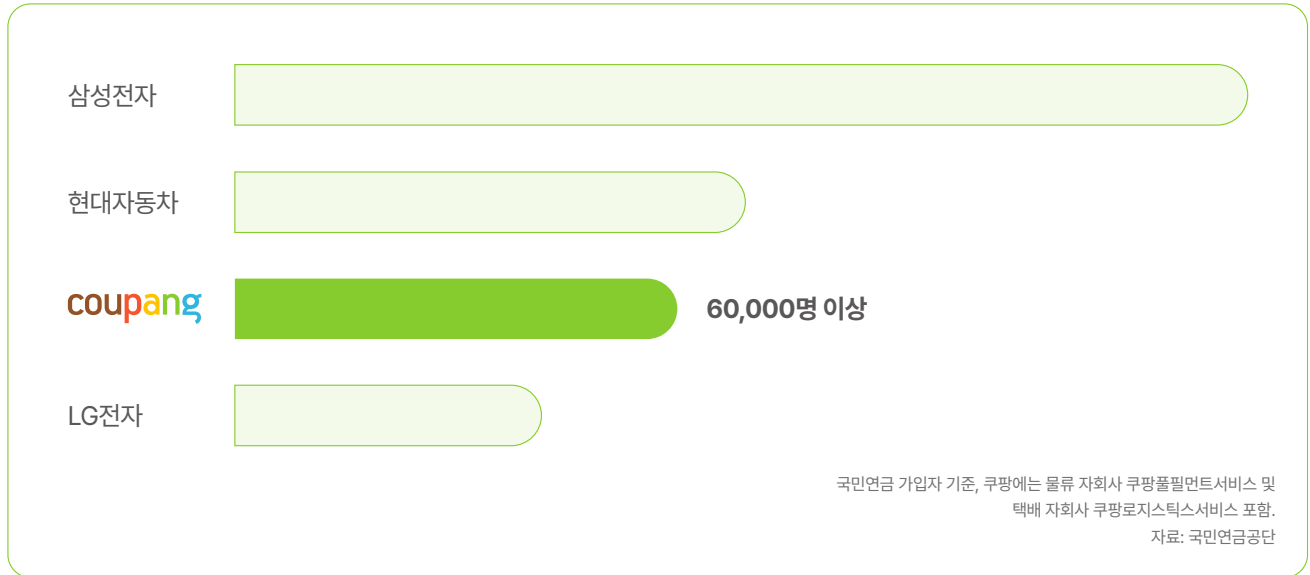 삼성전자
현대자동차
coupang
60,000명 이상
LG전자
국민연금 가입자 기준, 쿠팡에는 물류 자회사 쿠팡풀필먼트서비스 및
택배 자회사 쿠팡로지스틱스서비스 포함.
자료: 국민연금공단